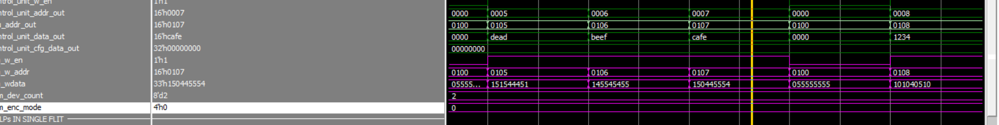 ntrol_unit_w_en 1'h1
ntrol_unit_addr_out 16'h0007 0000 0005 0006 0007 0000 0008
_addr_out 16'h0107 0100 0105 0106 0107 0100 0108
ntrol_unit_data_out 16'hcafe 0000 dead beef cafe 0000 1234
ntrol_unit_cfg_data_out 32'h00000000 00000000
_w_en 1'h1
_w_addr 16'h0107 0100 0105 0106 0107 0100 0108
_wdata 33'h150445554 05555... 151544451 145545455 150445554 055555555 101040510
m_dev_count 8'd2 2
m_enc_mode 4'h0 0
LPs IN SINGLE FLIT